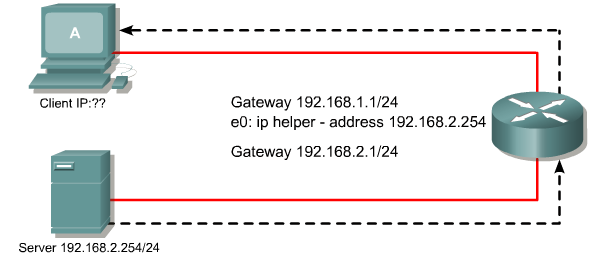 A
Client IP:??
Gateway 192.168.1.1/24
e0: ip helper - address 192.168.2.254
Gateway 192.168.2.1/24
Server 192.168.2.254/24